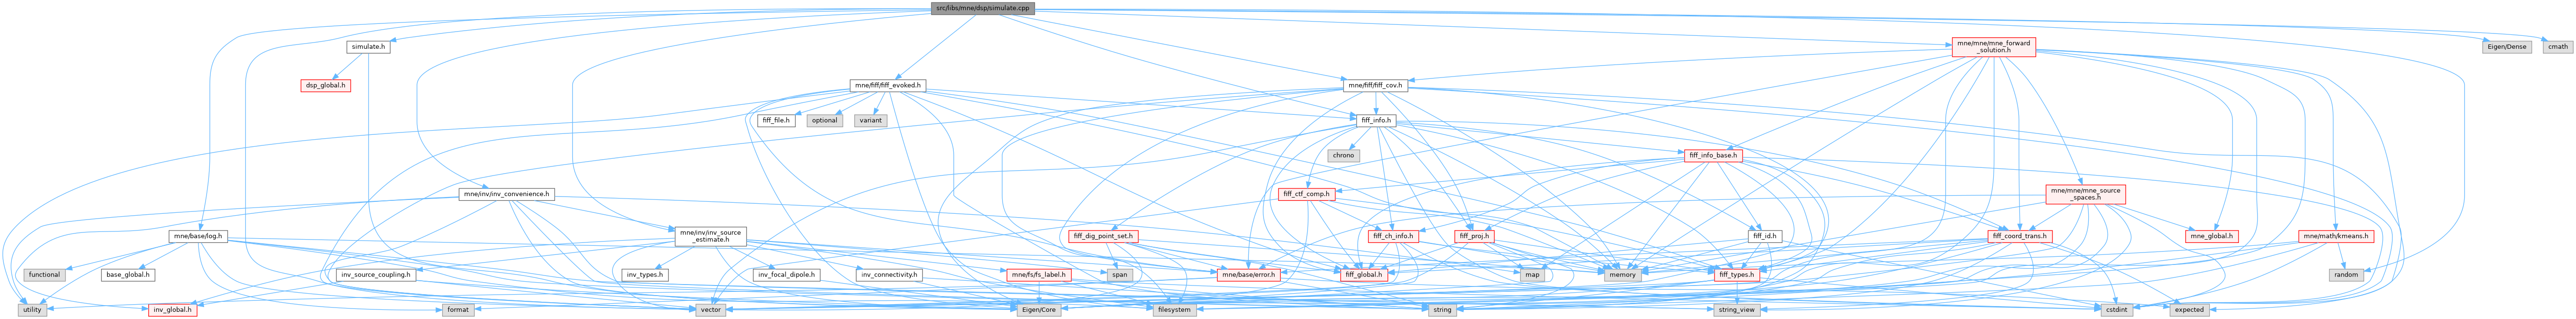 src/libs/mne/dsp/simulate.cpp
simulate.h
mne/mne/mne_forward
_solution.h
Eigen/Dense
cmath
dsp_global.h
mne/fiff/fiff_evoked.h
mne/fiff/fiff_cov.h
fiff_file.h
optional
variant
fiff_info.h
chrono
fiff_info_base.h
mne/inv/inv_convenience.h
fiff_ctf_comp.h
mne/mne/mne_source
_spaces.h
mne/base/log.h
mne/inv/inv_source
_estimate.h
fiff_dig_point_set.h
fiff_ch_info.h
fiff_proj.h
fiff_id.h
fiff_coord_trans.h
mne_global.h
mne/math/kmeans.h
functional
base_global.h
inv_source_coupling.h
inv_types.h
inv_focal_dipole.h
inv_connectivity.h
mne/fs/fs_label.h
span
mne/base/error.h
fiff_global.h
map
memory
fiff_types.h
random
utility
inv_global.h
format
vector
Eigen/Core
filesystem
string
string_view
cstdint
expected